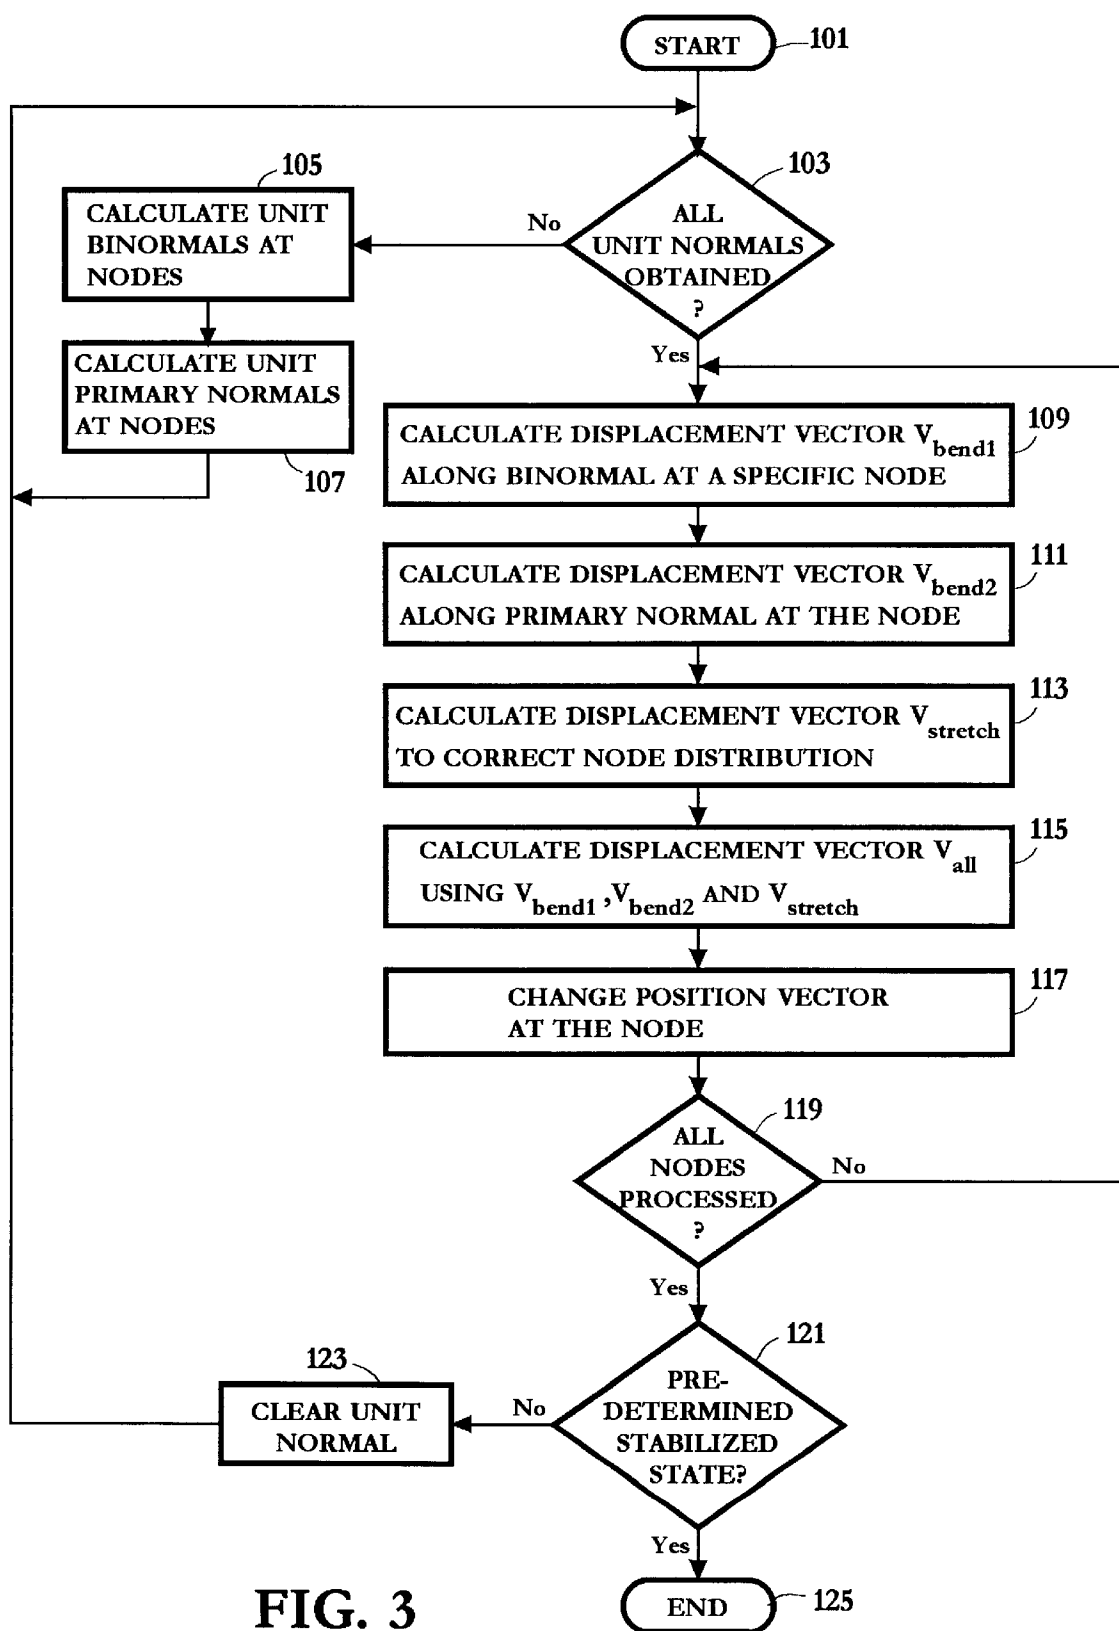 START
101
105
103
CALCULATE UNIT
BINORMALS AT
NODES
No
ALL
UNIT NORMALS
OBTAINED
?
CALCULATE UNIT
PRIMARY NORMALS
AT NODES
107
Yes
109
CALCULATE DISPLACEMENT VECTOR Vbend1
ALONG BINORMAL AT A SPECIFIC NODE
111
CALCULATE DISPLACEMENT VECTOR Vbend2
ALONG PRIMARY NORMAL AT THE NODE
113
CALCULATE DISPLACEMENT VECTOR Vstretch
TO CORRECT NODE DISTRIBUTION
115
CALCULATE DISPLACEMENT VECTOR Vall
USING Vbend1 ,Vbend2 AND Vstretch
117
CHANGE POSITION VECTOR
AT THE NODE
119
ALL
NODES
PROCESSED
?
No
Yes
121
PRE-
DETERMINED
STABILIZED
STATE?
No
123
CLEAR UNIT
NORMAL
Yes
END
125
FIG. 3